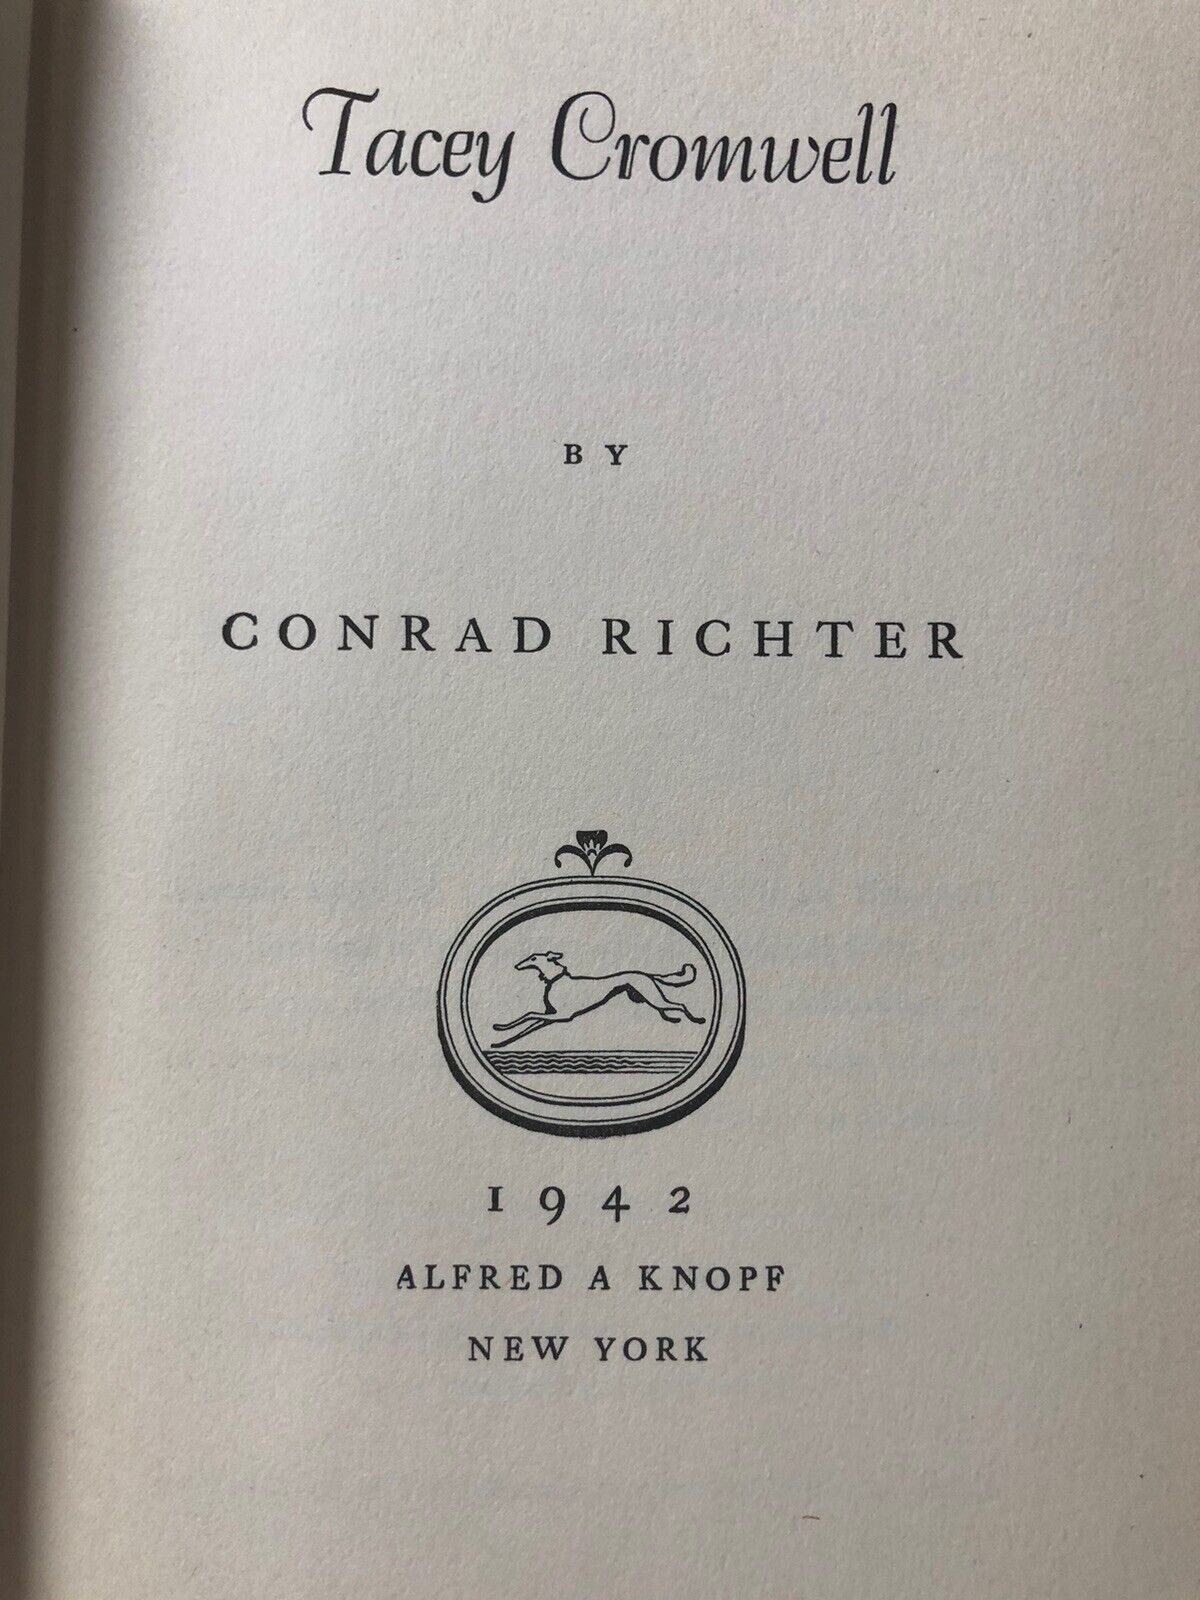 Tacey Cromwell
BY
CONRAD RICHTER
1942
ALFRED A KNOPF
NEW YORK